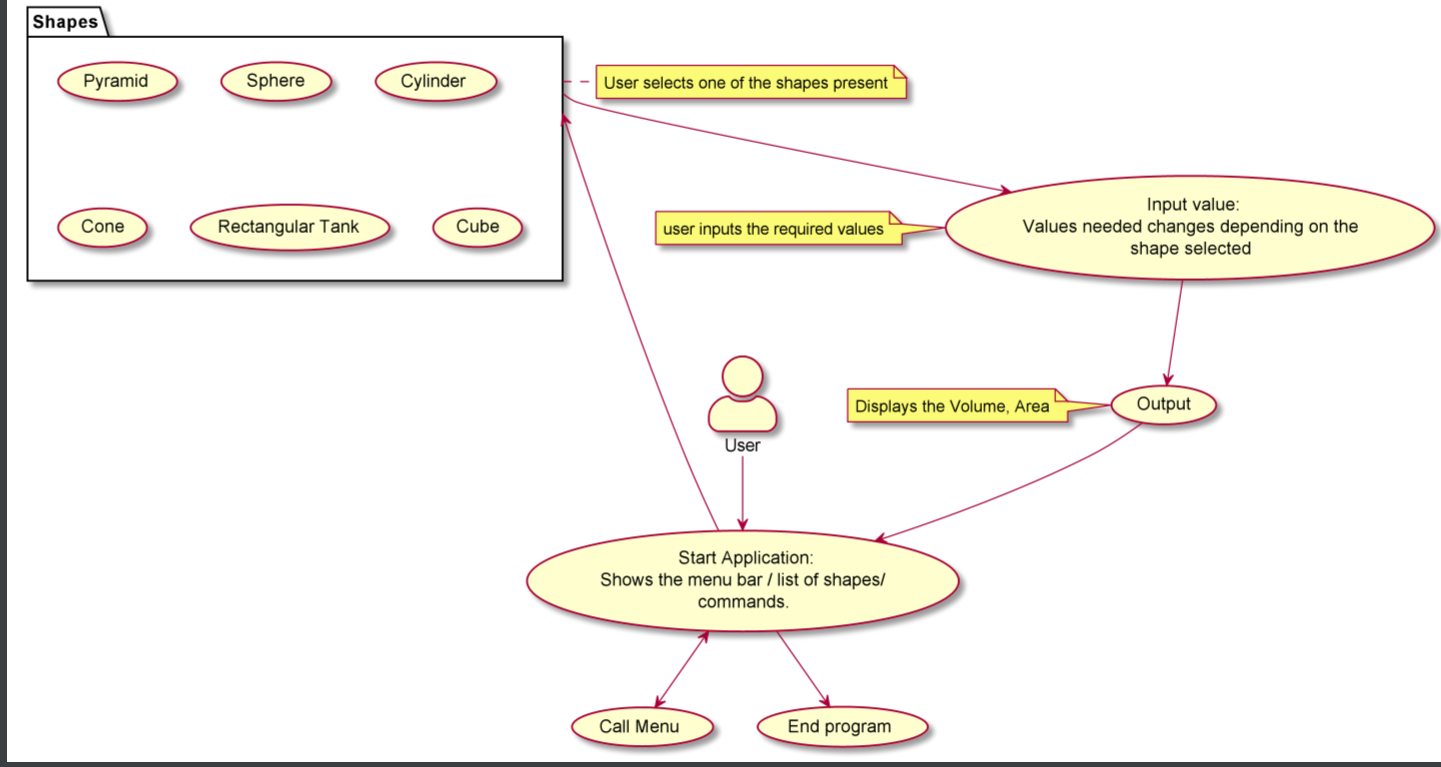 Shapes
Pyramid
Sphere
Cylinder
User selects one of the shapes present
Cone
Rectangular Tank
Cube
user inputs the required values
Input value:
Values needed changes depending on the
shape selected
User
Displays the Volume, Area
Output
Start Application:
Shows the menu bar / list of shapes/
commands.
Call Menu
End program